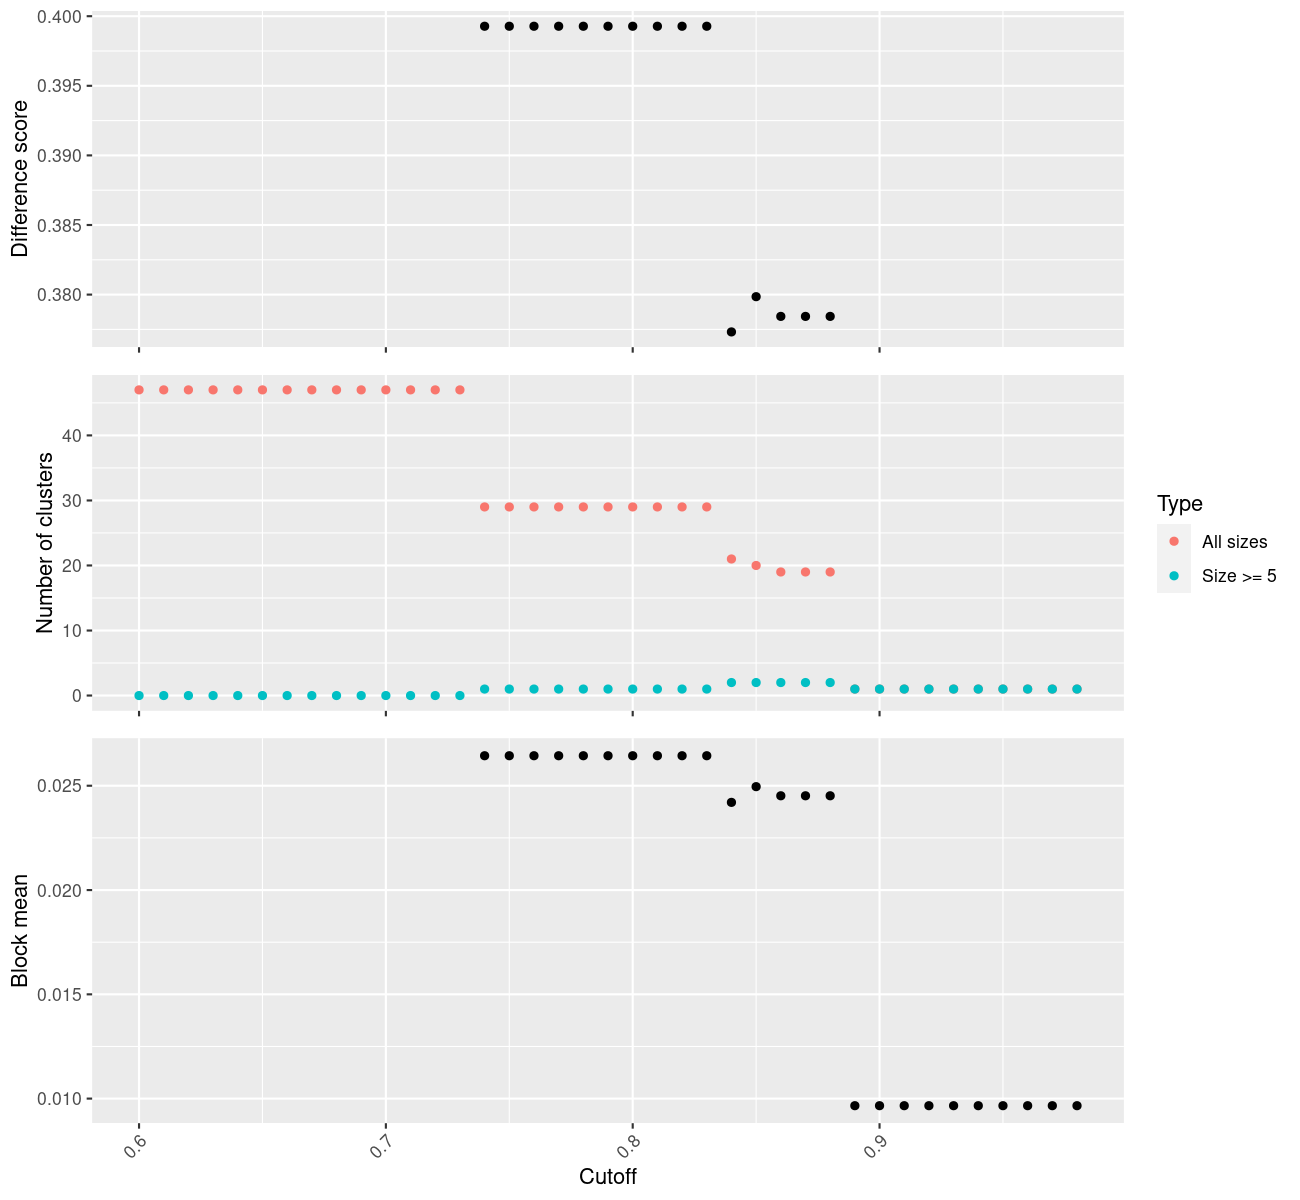 0.400
0.395
0.390
0.385
0.380
Difference score
40
30
20
10
0
Number of clusters
Type
All sizes
Size >= 5
0.025
0.020
0.015
0.010
Block mean
0.6 0.7 0.8 0.9
Cutoff